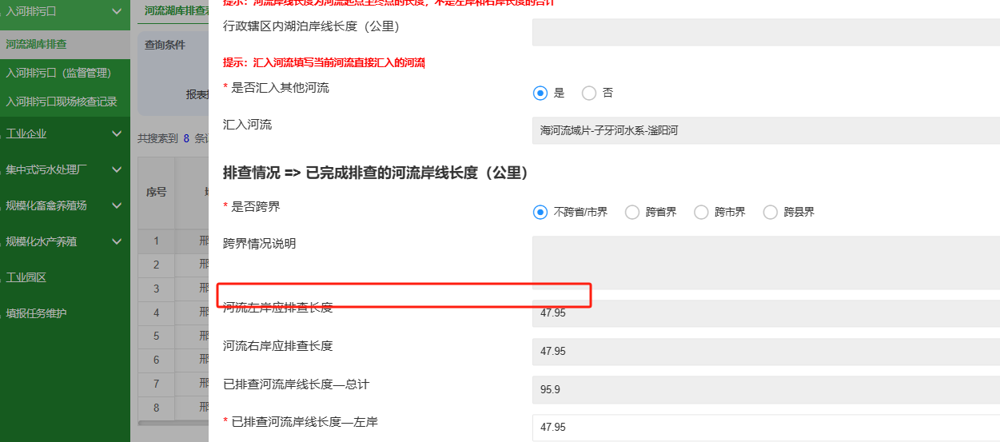 入河排污口
河流湖库排查
入河排污口（监督管理）
入河排污口现场核查记录
工业企业
集中式污水处理厂
规模化畜禽养殖场
规模化水产养殖
工业园区
填报任务维护
河流湖库排查
查询条件
报表
共搜索到 8 条
序号
1 邢
2 邢
3 邢
4 邢
5 邢
6 邢
7 邢
8 邢
提示：河流岸线长度为河流起点至终点的长度，不是左岸和右岸长度的合计
行政辖区内湖泊岸线长度（公里）
提示：汇入河流填写当前河流直接汇入的河流
* 是否汇入其他河流 是 否
汇入河流 海河流域片-子牙河水系-滏阳河
排查情况 => 已完成排查的河流岸线长度（公里）
* 是否跨界 不跨省/市界 跨省界 跨市界 跨县界
跨界情况说明
河流左岸应排查长度 47.95
河流右岸应排查长度 47.95
已排查河流岸线长度—总计 95.9
* 已排查河流岸线长度—左岸 47.95